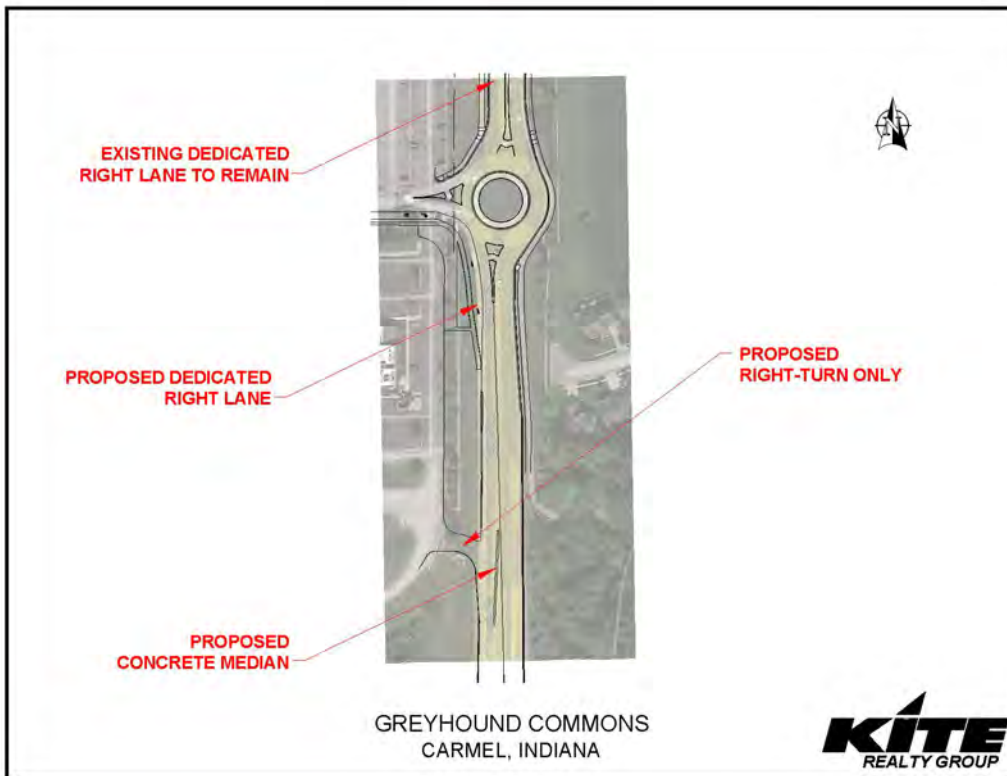 N
EXISTING DEDICATED
RIGHT LANE TO REMAIN
PROPOSED DEDICATED
RIGHT LANE
PROPOSED
RIGHT-TURN ONLY
PROPOSED
CONCRETE MEDIAN
GREYHOUND COMMONS
CARMEL, INDIANA
KITE
REALTY GROUP